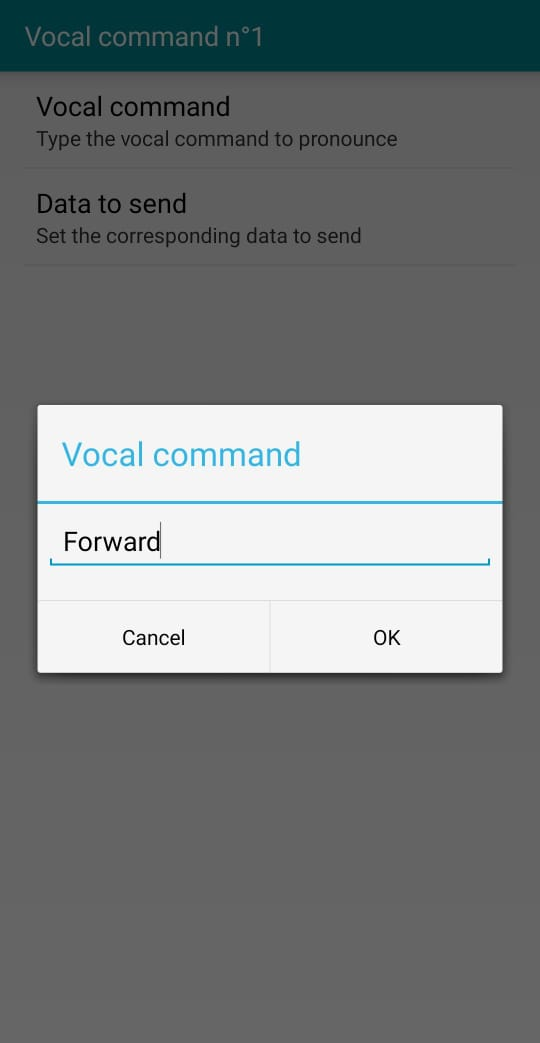 Vocal command n°1
Vocal command
Type the vocal command to pronounce
Data to send
Set the corresponding data to send
Vocal command
Forward
Cancel
OK